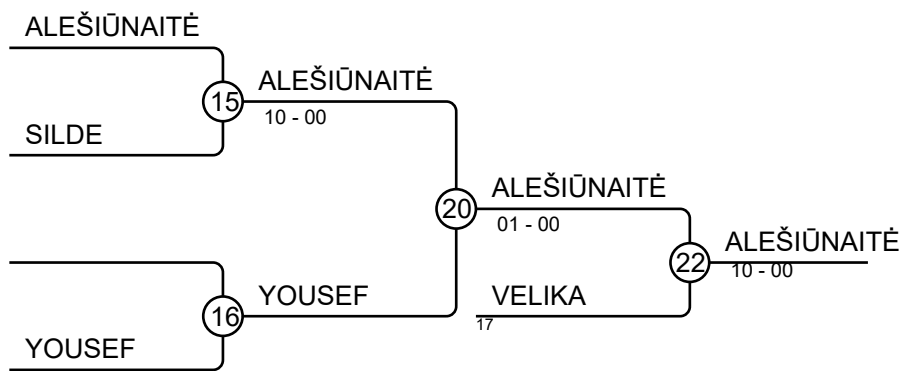 ALEŠIŪNAITĖ
15
ALEŠIŪNAITĖ
10 - 00
SILDE
20
ALEŠIŪNAITĖ
01 - 00
22
ALEŠIŪNAITĖ
10 - 00
16
YOUSEF
VELIKA
17
YOUSEF